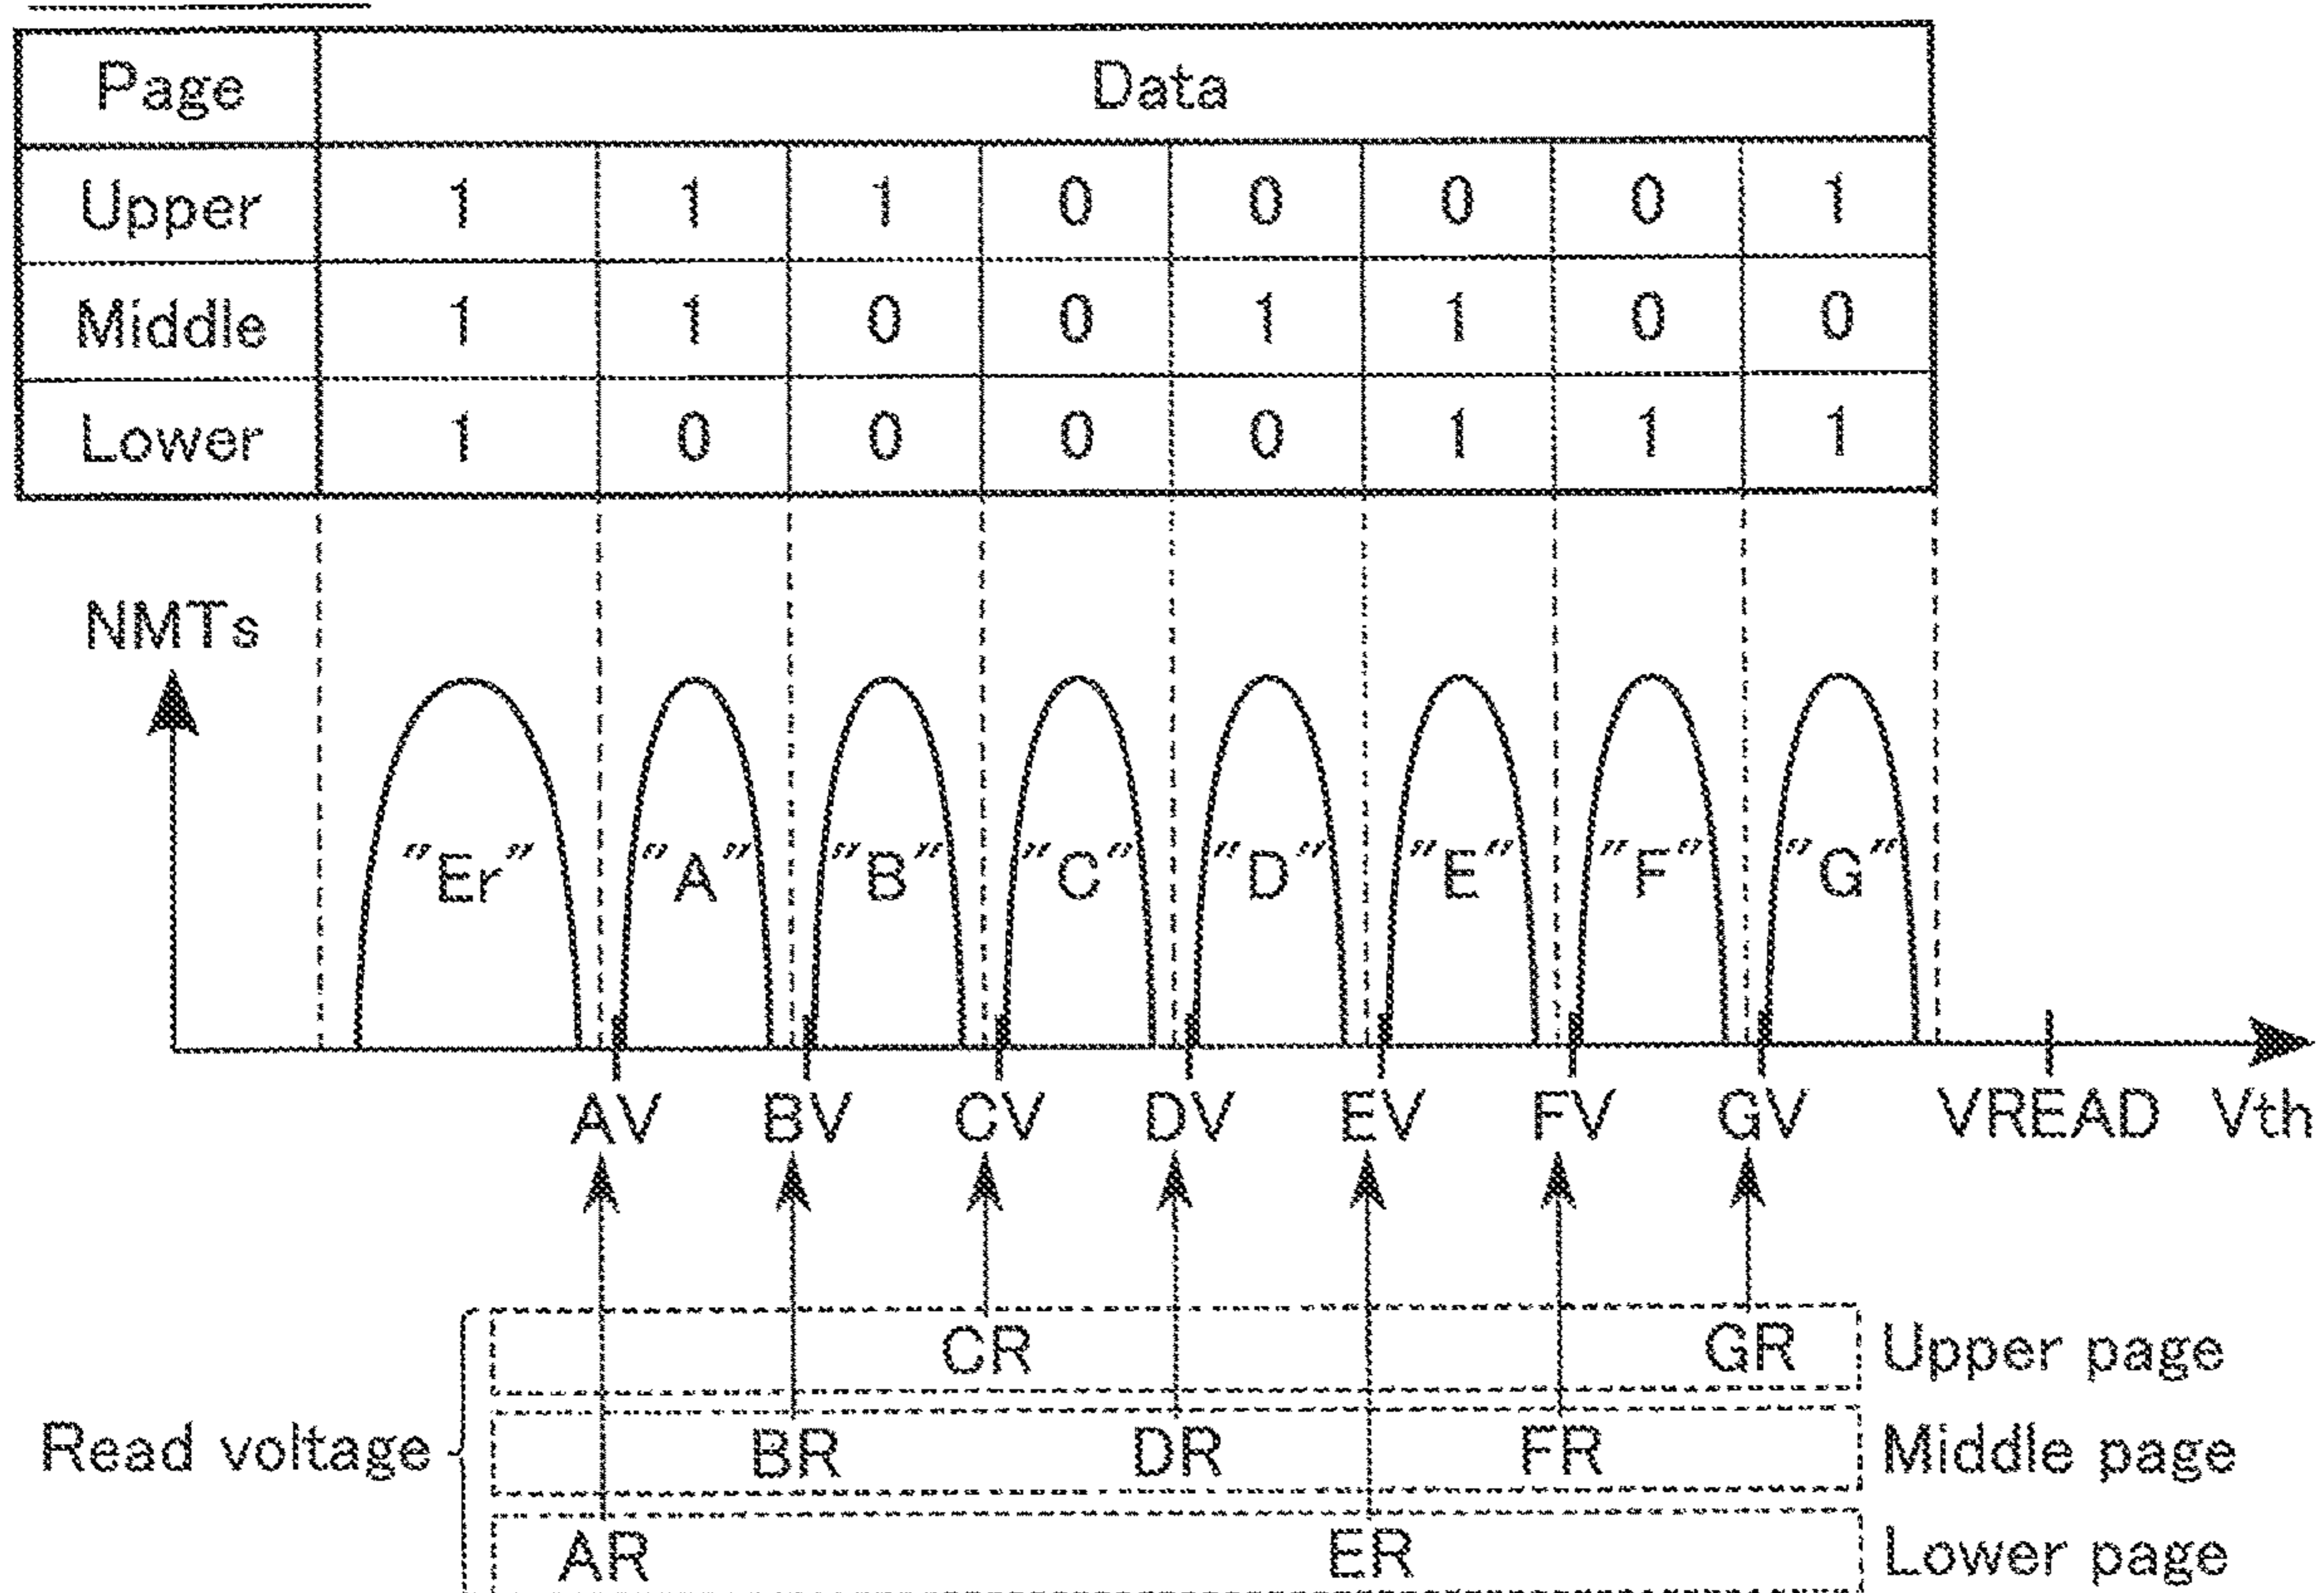 Page Data
Upper 1 1 1 0 0 0 0 1
Middle 1 1 0 0 1 1 0 0
Lower 1 0 0 0 0 1 1 1
NMTs
"Er" "A" "B" "C" "D" "E" "F" "G"
AV BV CV DV EV FV GV VREAD Vth
CR GR Upper page
Read voltage BR DR FR Middle page
AR ER Lower page